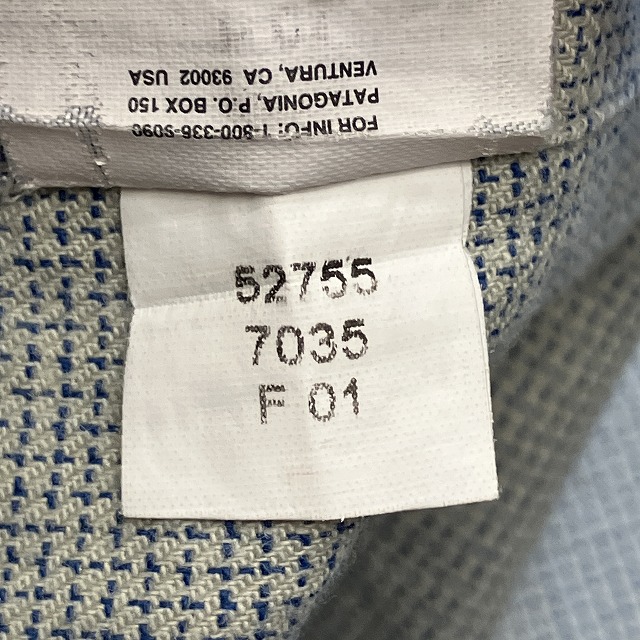 FOR INFO: 1-800-336-9090
PATAGONIA, P.O. BOX 150
VENTURA, CA 93002 USA
52755
7035
F 01